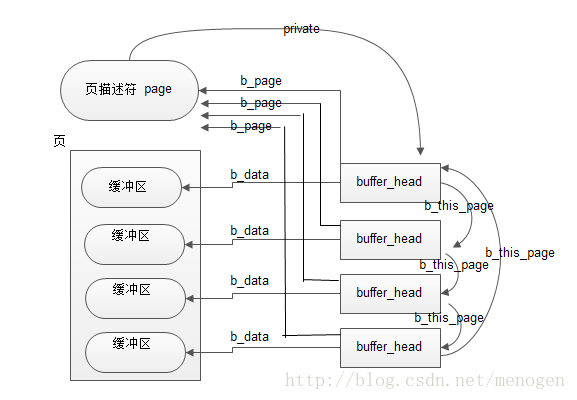 private
页描述符 page
b_page
b_page
b_page
页
缓冲区
b_data
buffer_head
b_this_page
缓冲区
b_data
buffer_head
b_this_page
b_this_page
缓冲区
b_data
buffer_head
b_this_page
缓冲区
b_data
buffer_head
http://blog.csdn.net/menogen